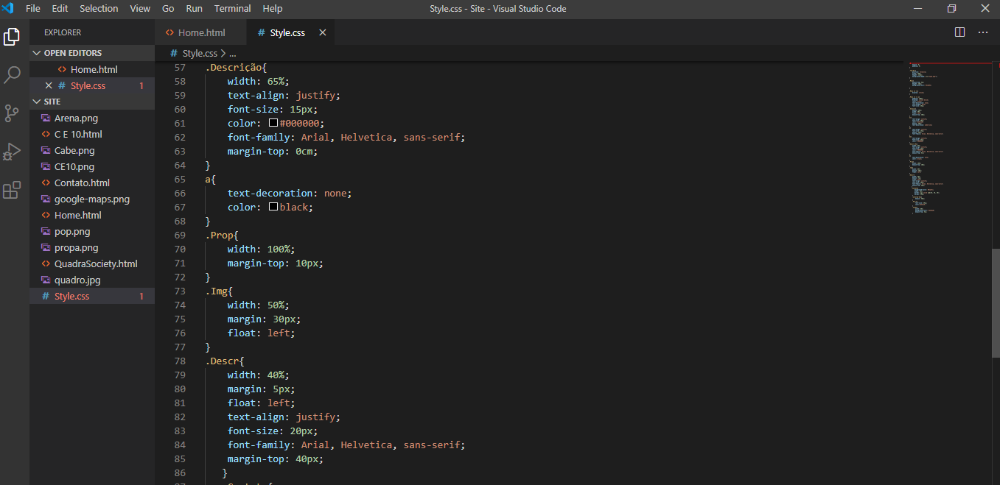 File Edit Selection View Go Run Terminal Help Style.css - Site - Visual Studio Code
EXPLORER
OPEN EDITORS
Home.html
Style.css 1
SITE
Arena.png
C E 10.html
Cabe.png
CE10.png
Contato.html
google-maps.png
Home.html
pop.png
propa.png
QuadraSociety.html
quadro.jpg
Style.css 1
Home.html Style.css
Style.css > ...
57 .Descrição{
58 width: 65%;
59 text-align: justify;
60 font-size: 15px;
61 color: #000000;
62 font-family: Arial, Helvetica, sans-serif;
63 margin-top: 0cm;
64 }
65 a{
66 text-decoration: none;
67 color: black;
68 }
69 .Prop{
70 width: 100%;
71 margin-top: 10px;
72 }
73 .Img{
74 width: 50%;
75 margin: 30px;
76 float: left;
77 }
78 .Descr{
79 width: 40%;
80 margin: 5px;
81 float: left;
82 text-align: justify;
83 font-size: 20px;
84 font-family: Arial, Helvetica, sans-serif;
85 margin-top: 40px;
86 }